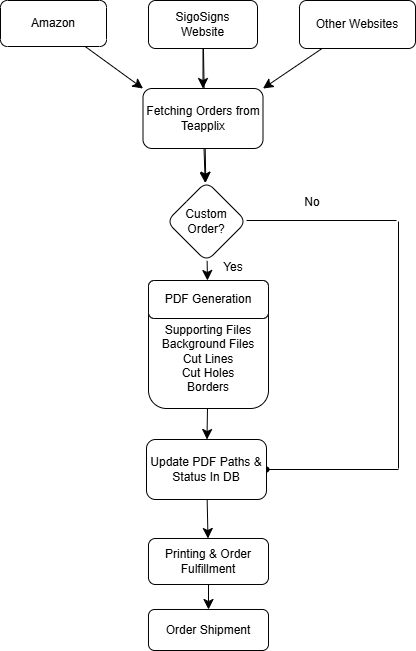 Amazon
SigoSigns
Website
Other Websites
Fetching Orders from
Teapplix
Custom
Order?
No
Yes
PDF Generation
Supporting Files
Background Files
Cut Lines
Cut Holes
Borders
Update PDF Paths &
Status In DB
Printing & Order
Fulfillment
Order Shipment